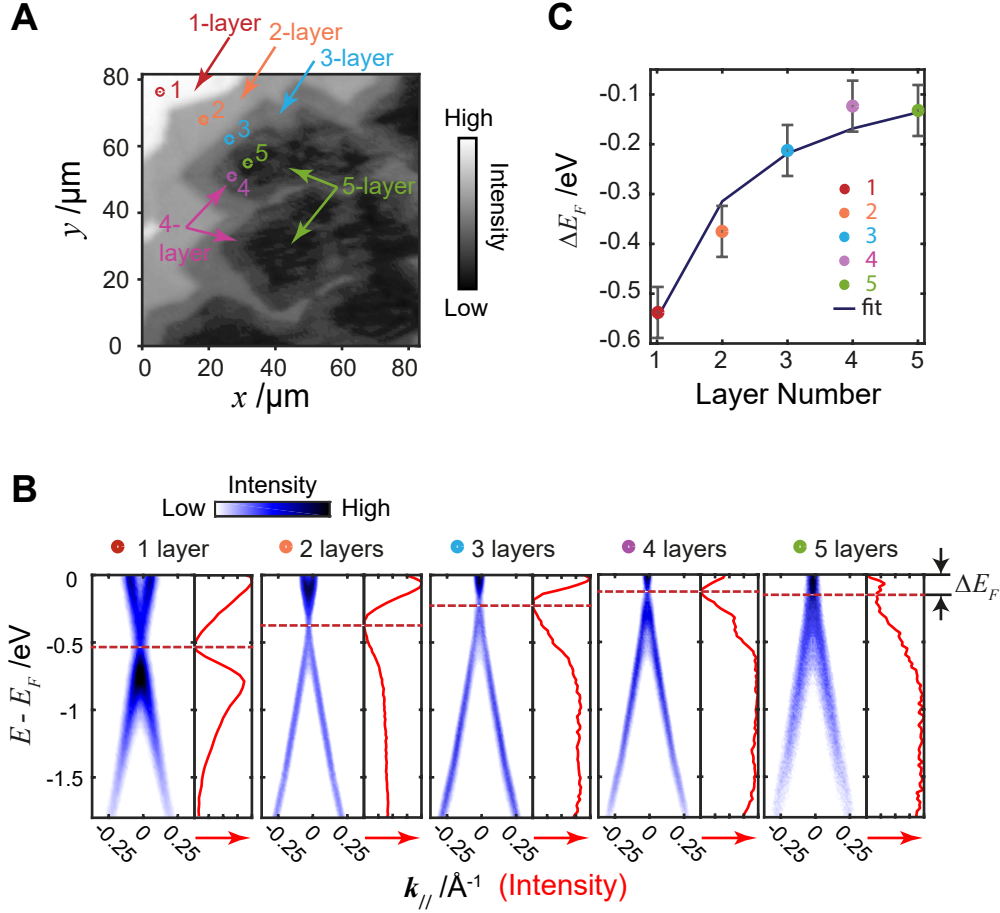 A
1-layer
2-layer
3-layer
80
60
40
20
0
y /μm
1
2
3
5
4
5-layer
4-
layer
0
20
40
60
80
x /μm
High
Intensity
Low
C
-0.1
-0.2
-0.3
-0.4
-0.5
-0.6
ΔE_F /eV
1
2
3
4
5
fit
1
2
3
4
5
Layer Number
B
Intensity
Low
High
1 layer
2 layers
3 layers
4 layers
5 layers
0
-0.5
-1
-1.5
E - E_F /eV
ΔE_F
-0.25
0
0.25
-0.25
0
0.25
-0.25
0
0.25
-0.25
0
0.25
-0.25
0
0.25
k_// /Å⁻¹ (Intensity)